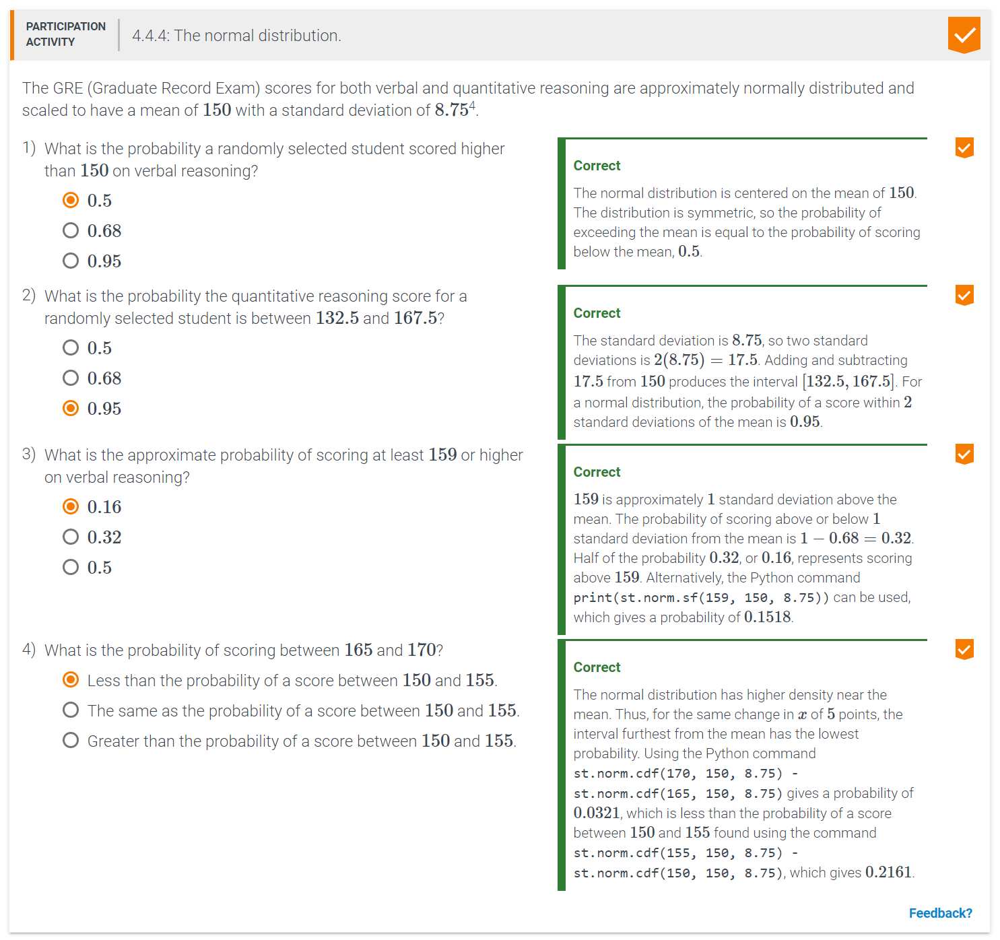 PARTICIPATION
ACTIVITY
4.4.4: The normal distribution.
The GRE (Graduate Record Exam) scores for both verbal and quantitative reasoning are approximately normally distributed and
scaled to have a mean of 150 with a standard deviation of 8.75⁴.
1) What is the probability a randomly selected student scored higher
than 150 on verbal reasoning?
0.5
0.68
0.95
Correct
The normal distribution is centered on the mean of 150.
The distribution is symmetric, so the probability of
exceeding the mean is equal to the probability of scoring
below the mean, 0.5.
2) What is the probability the quantitative reasoning score for a
randomly selected student is between 132.5 and 167.5?
0.5
0.68
0.95
Correct
The standard deviation is 8.75, so two standard
deviations is 2(8.75) = 17.5. Adding and subtracting
17.5 from 150 produces the interval [132.5, 167.5]. For
a normal distribution, the probability of a score within 2
standard deviations of the mean is 0.95.
3) What is the approximate probability of scoring at least 159 or higher
on verbal reasoning?
0.16
0.32
0.5
Correct
159 is approximately 1 standard deviation above the
mean. The probability of scoring above or below 1
standard deviation from the mean is 1 − 0.68 = 0.32.
Half of the probability 0.32, or 0.16, represents scoring
above 159. Alternatively, the Python command
print(st.norm.sf(159, 150, 8.75)) can be used,
which gives a probability of 0.1518.
4) What is the probability of scoring between 165 and 170?
Less than the probability of a score between 150 and 155.
The same as the probability of a score between 150 and 155.
Greater than the probability of a score between 150 and 155.
Correct
The normal distribution has higher density near the
mean. Thus, for the same change in x of 5 points, the
interval furthest from the mean has the lowest
probability. Using the Python command
st.norm.cdf(170, 150, 8.75) -
st.norm.cdf(165, 150, 8.75) gives a probability of
0.0321, which is less than the probability of a score
between 150 and 155 found using the command
st.norm.cdf(155, 150, 8.75) -
st.norm.cdf(150, 150, 8.75), which gives 0.2161.
Feedback?